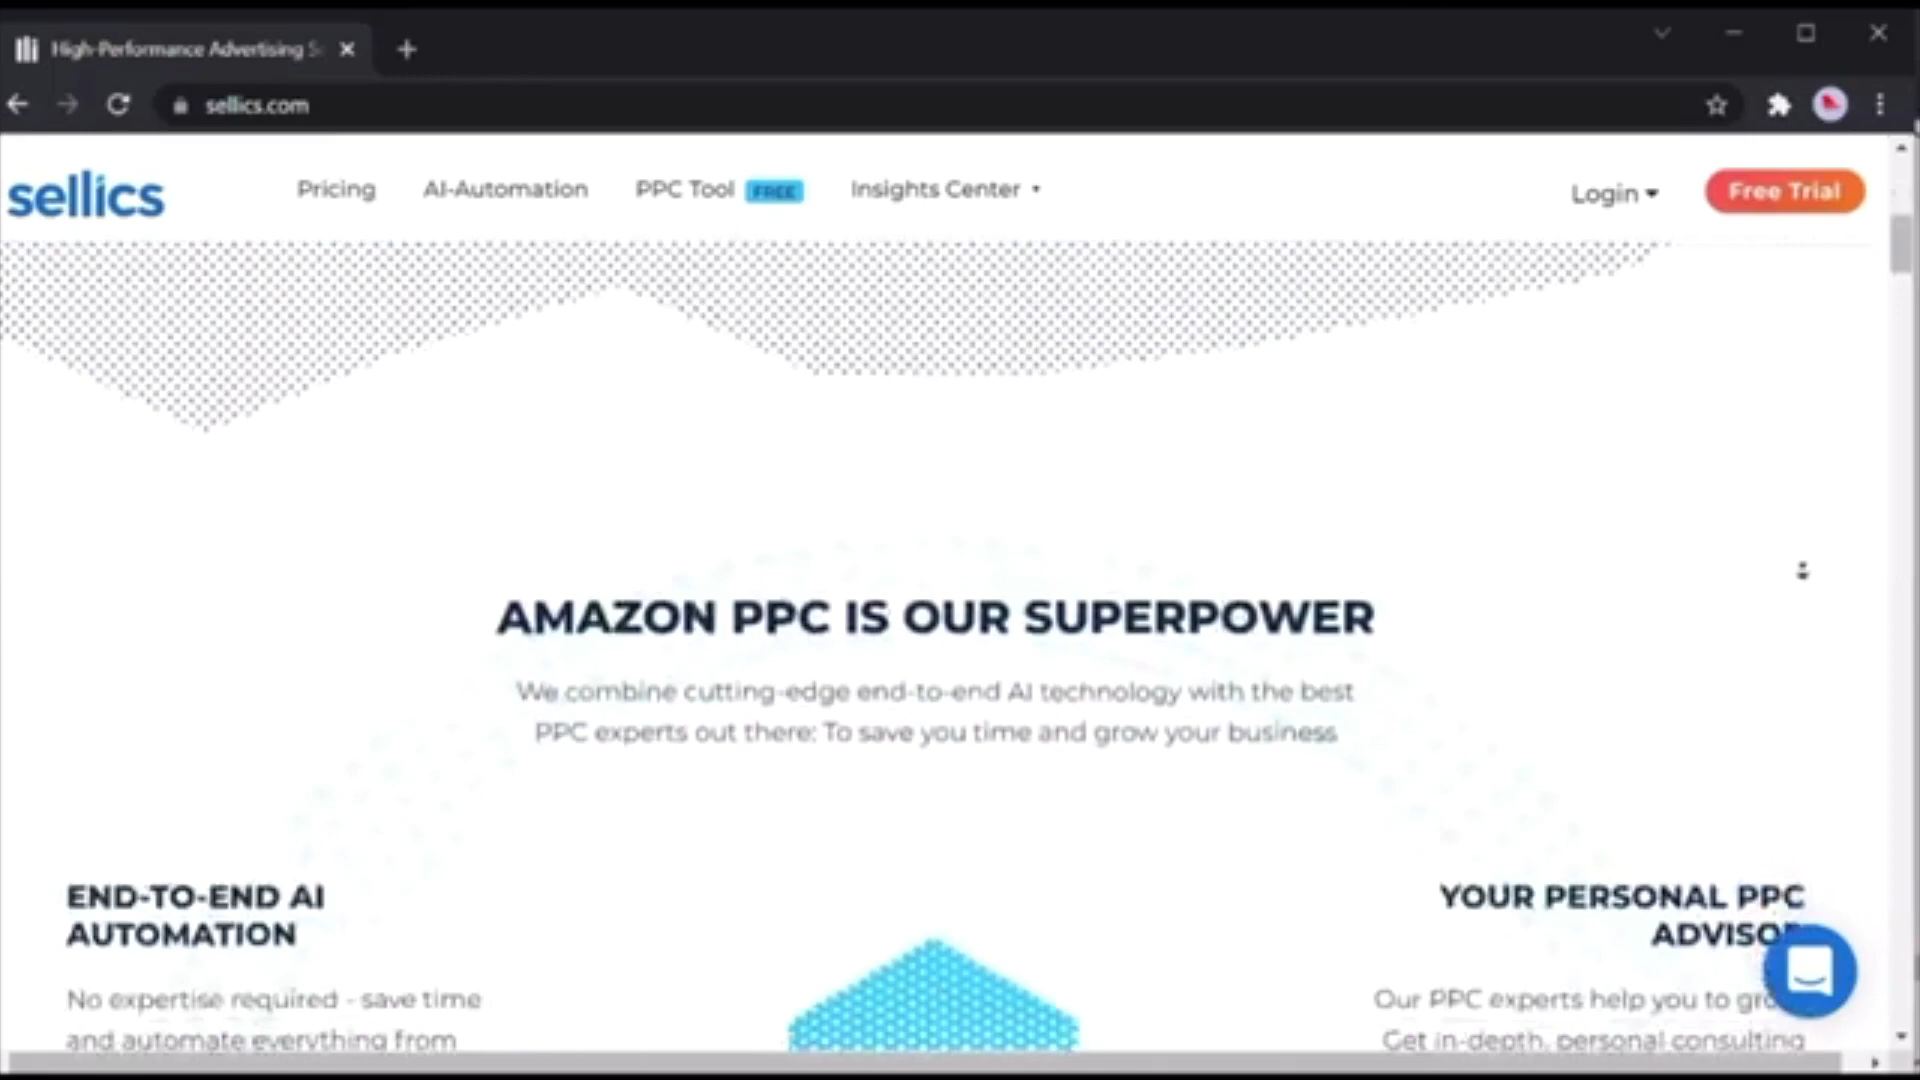 High-Performance Advertising S
sellics.com
sellics
Pricing
AI-Automation
PPC Tool FREE
Insights Center
Login
Free Trial
AMAZON PPC IS OUR SUPERPOWER
We combine cutting-edge end-to-end AI technology with the best
PPC experts out there: To save you time and grow your business
END-TO-END AI
AUTOMATION
No expertise required - save time
and automate everything from
YOUR PERSONAL PPC
ADVISO
Our PPC experts help you to
Get in-depth, personal consulting